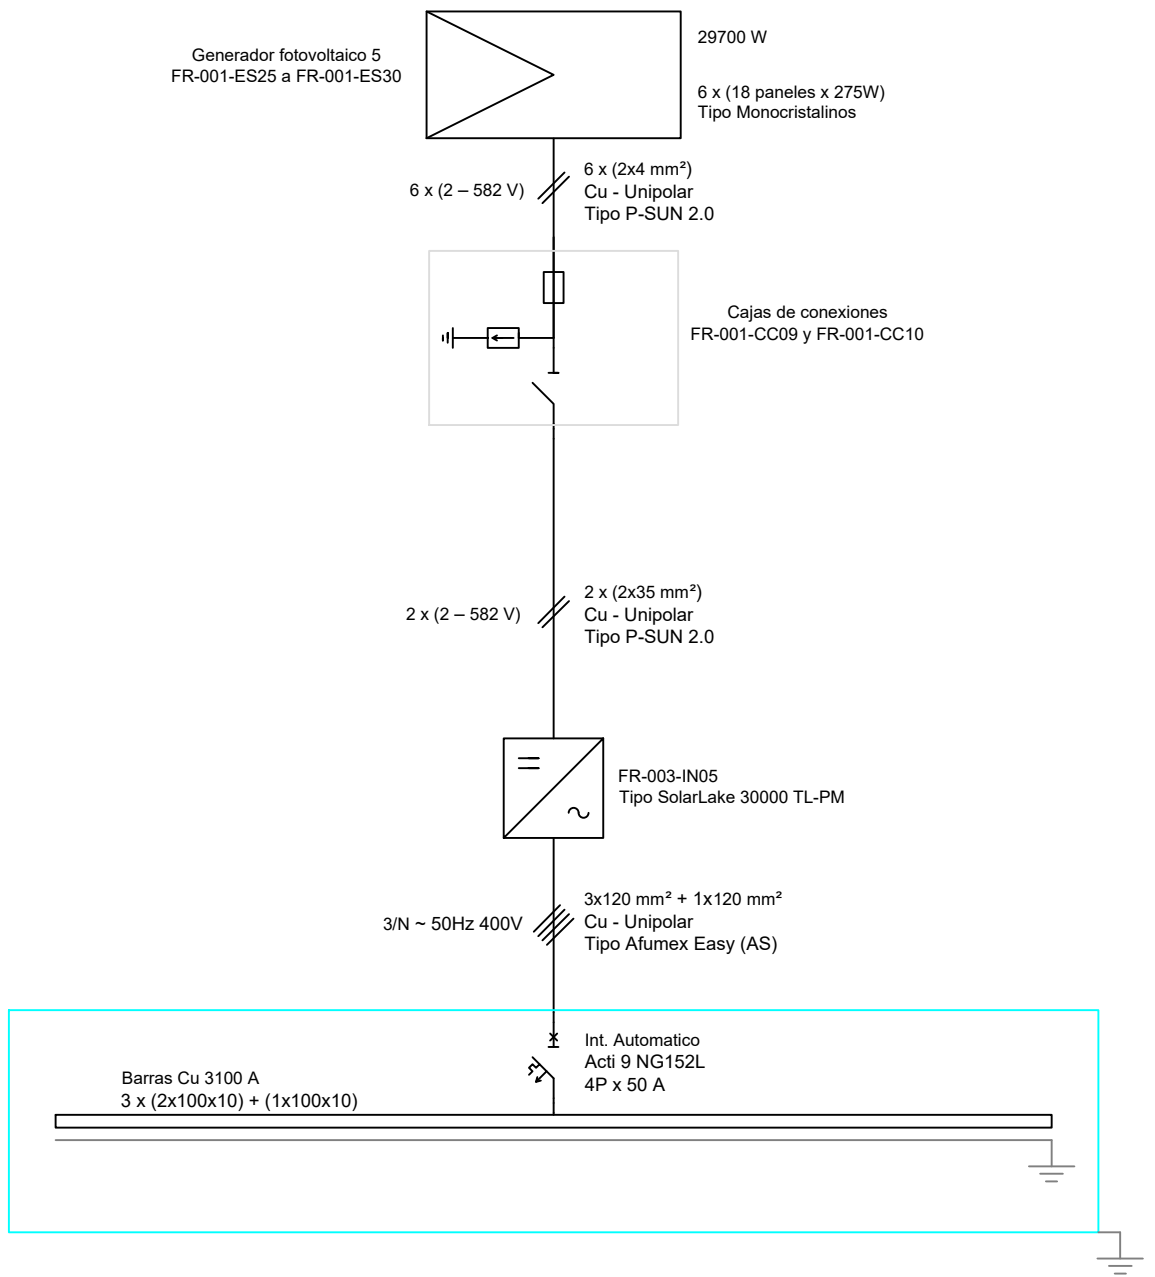 Generador fotovoltaico 5
FR-001-ES25 a FR-001-ES30
29700 W
6 x (18 paneles x 275W)
Tipo Monocristalinos
6 x (2 – 582 V)
6 x (2x4 mm²)
Cu - Unipolar
Tipo P-SUN 2.0
Cajas de conexiones
FR-001-CC09 y FR-001-CC10
2 x (2 – 582 V)
2 x (2x35 mm²)
Cu - Unipolar
Tipo P-SUN 2.0
FR-003-IN05
Tipo SolarLake 30000 TL-PM
3/N ~ 50Hz 400V
3x120 mm² + 1x120 mm²
Cu - Unipolar
Tipo Afumex Easy (AS)
Int. Automatico
Acti 9 NG152L
4P x 50 A
Barras Cu 3100 A
3 x (2x100x10) + (1x100x10)